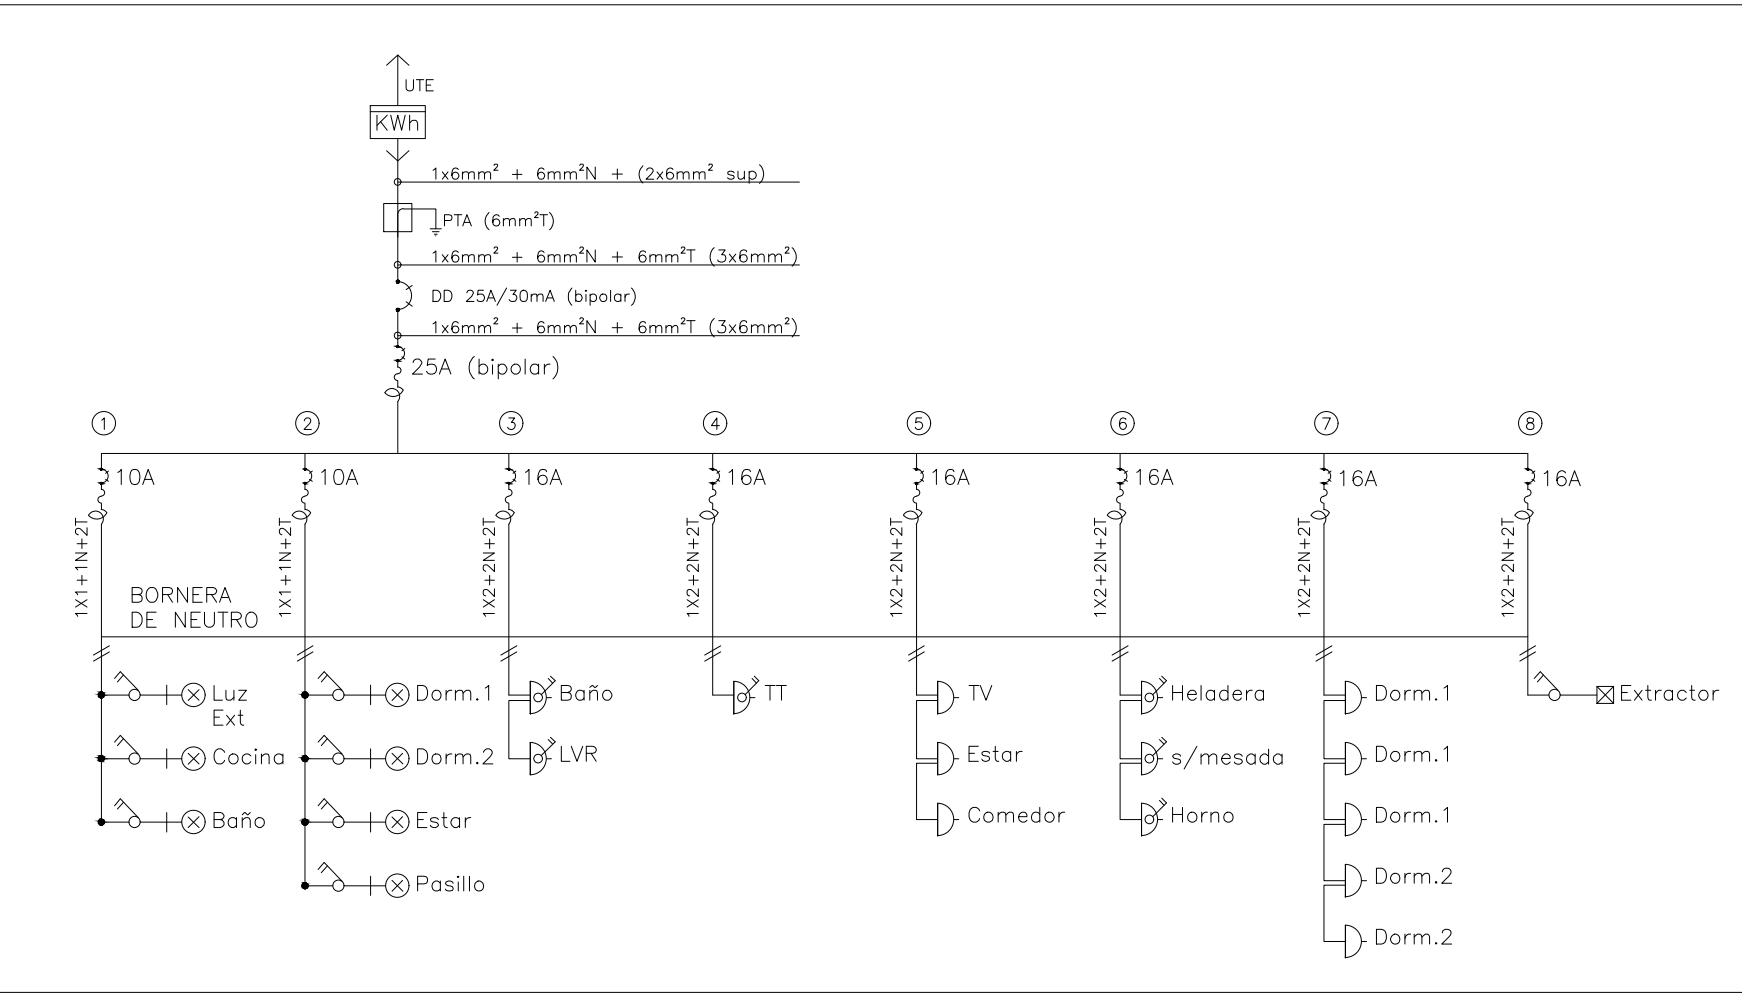 UTE
KWh
1x6mm² + 6mm²N + (2x6mm² sup)
PTA (6mm²T)
1x6mm² + 6mm²N + 6mm²T (3x6mm²)
DD 25A/30mA (bipolar)
1x6mm² + 6mm²N + 6mm²T (3x6mm²)
25A (bipolar)
1 2 3 4 5 6 7 8
10A 10A 16A 16A 16A 16A 16A 16A
1X1+1N+2T 1X1+1N+2T 1X2+2N+2T 1X2+2N+2T 1X2+2N+2T 1X2+2N+2T 1X2+2N+2T 1X2+2N+2T
BORNERA
DE NEUTRO
Luz
Ext
Cocina
Baño
Dorm.1
Dorm.2
Estar
Pasillo
Baño
LVR
TT
TV
Estar
Comedor
Heladera
s/mesada
Horno
Dorm.1
Dorm.1
Dorm.1
Dorm.2
Dorm.2
Extractor